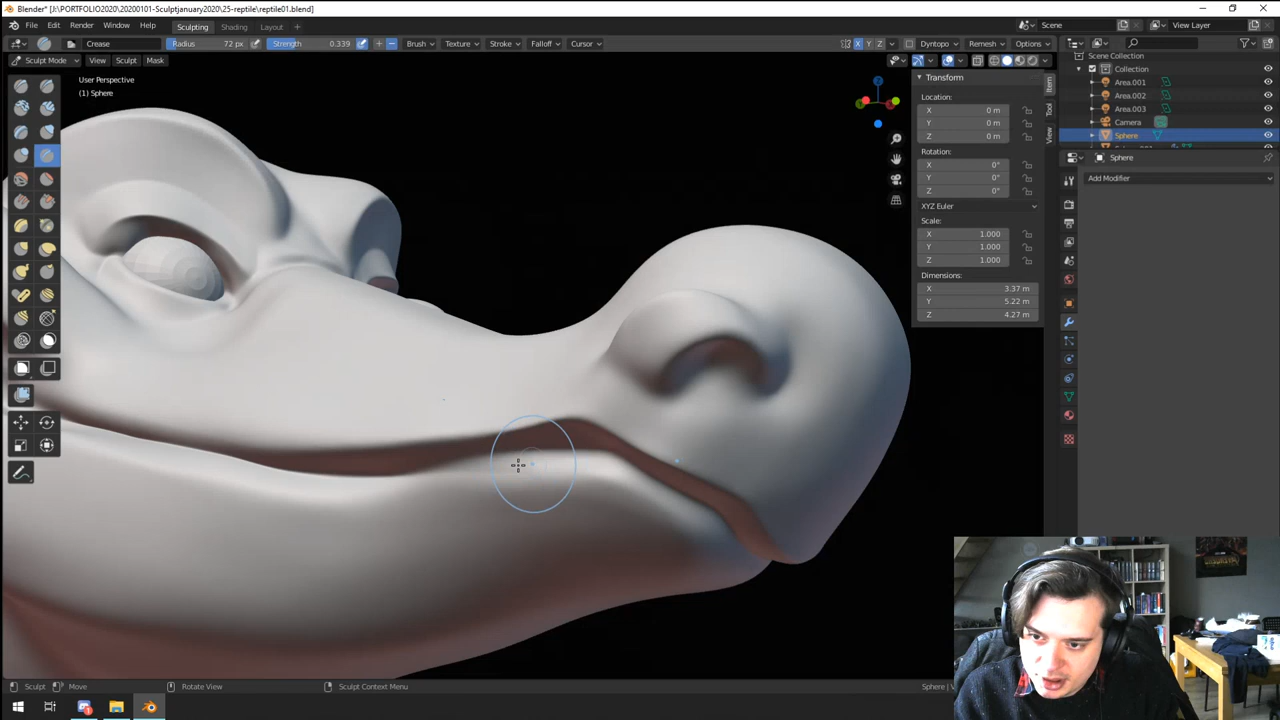 Blender* [J:\PORTFOLIO2020\20200101-Sculptjanuary2020\25-reptile\reptile01.blend]
File Edit Render Window Help Sculpting Shading Layout Scene View Layer
Crease Radius 72 px Strength 0.339 Brush Texture Stroke Falloff Cursor X Y Z Dyntopo Remesh Options
Sculpt Mode View Sculpt Mask
User Perspective
(1) Sphere
Z
Transform
Location:
X 0 m
Y 0 m
Z 0 m
Rotation:
X 0°
Y 0°
Z 0°
XYZ Euler
Scale:
X 1.000
Y 1.000
Z 1.000
Dimensions:
X 3.37 m
Y 5.22 m
Z 4.27 m
Item
Tool
View
Scene Collection
Collection
Area.001
Area.002
Area.003
Camera
Sphere
Sphere
Add Modifier
Sculpt Move Rotate View Sculpt Context Menu Sphere |